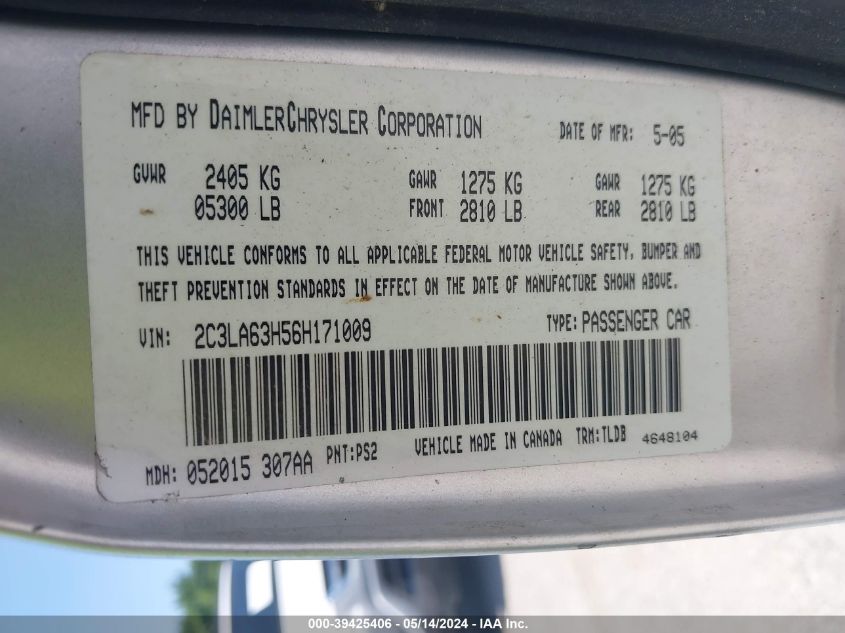 MFD BY DAIMLERCHRYSLER CORPORATION DATE OF MFR: 5-05
GVWR 2405 KG GAWR 1275 KG GAWR 1275 KG
05300 LB FRONT 2810 LB REAR 2810 LB
THIS VEHICLE CONFORMS TO ALL APPLICABLE FEDERAL MOTOR VEHICLE SAFETY, BUMPER AND
THEFT PREVENTION STANDARDS IN EFFECT ON THE DATE OF MANUFACTURE SHOWN ABOVE.
VIN: 2C3LA63H56H171009 TYPE: PASSENGER CAR
MDH: 052015 307AA PNT:PS2 VEHICLE MADE IN CANADA TRM:TLDB 4648104
000-39425406 - 05/14/2024 - IAA Inc.